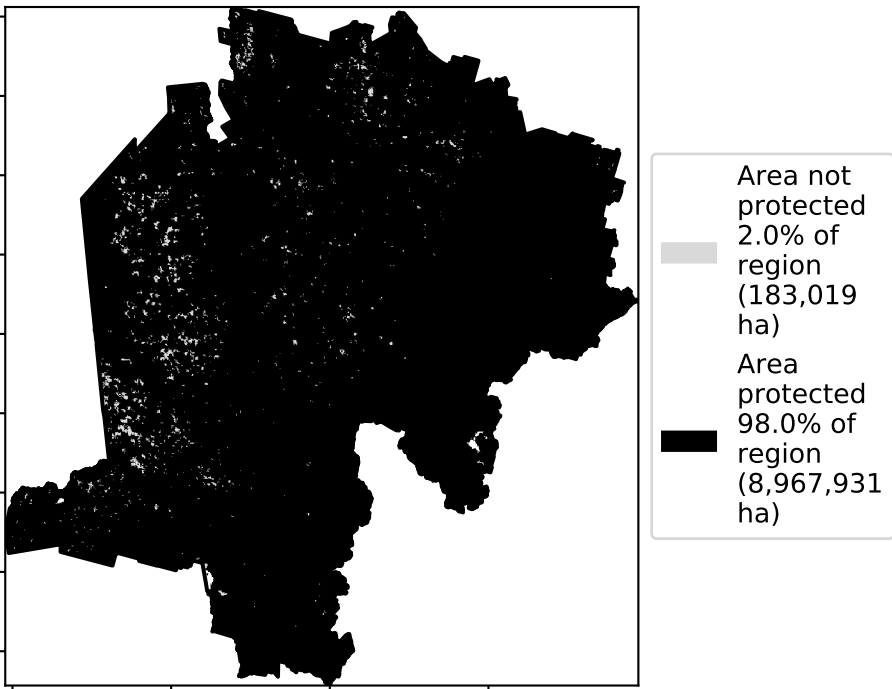 Area not
protected
2.0% of
region
(183,019
ha)
Area
protected
98.0% of
region
(8,967,931
ha)